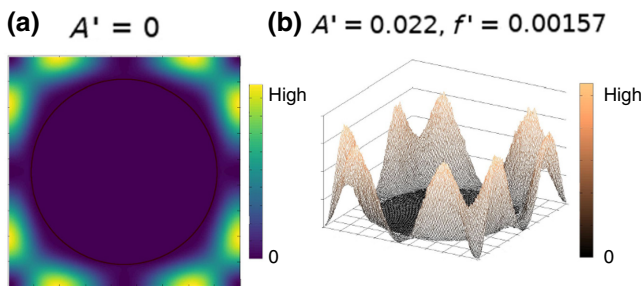 (a) A' = 0
High
0
(b) A' = 0.022, f' = 0.00157
High
0